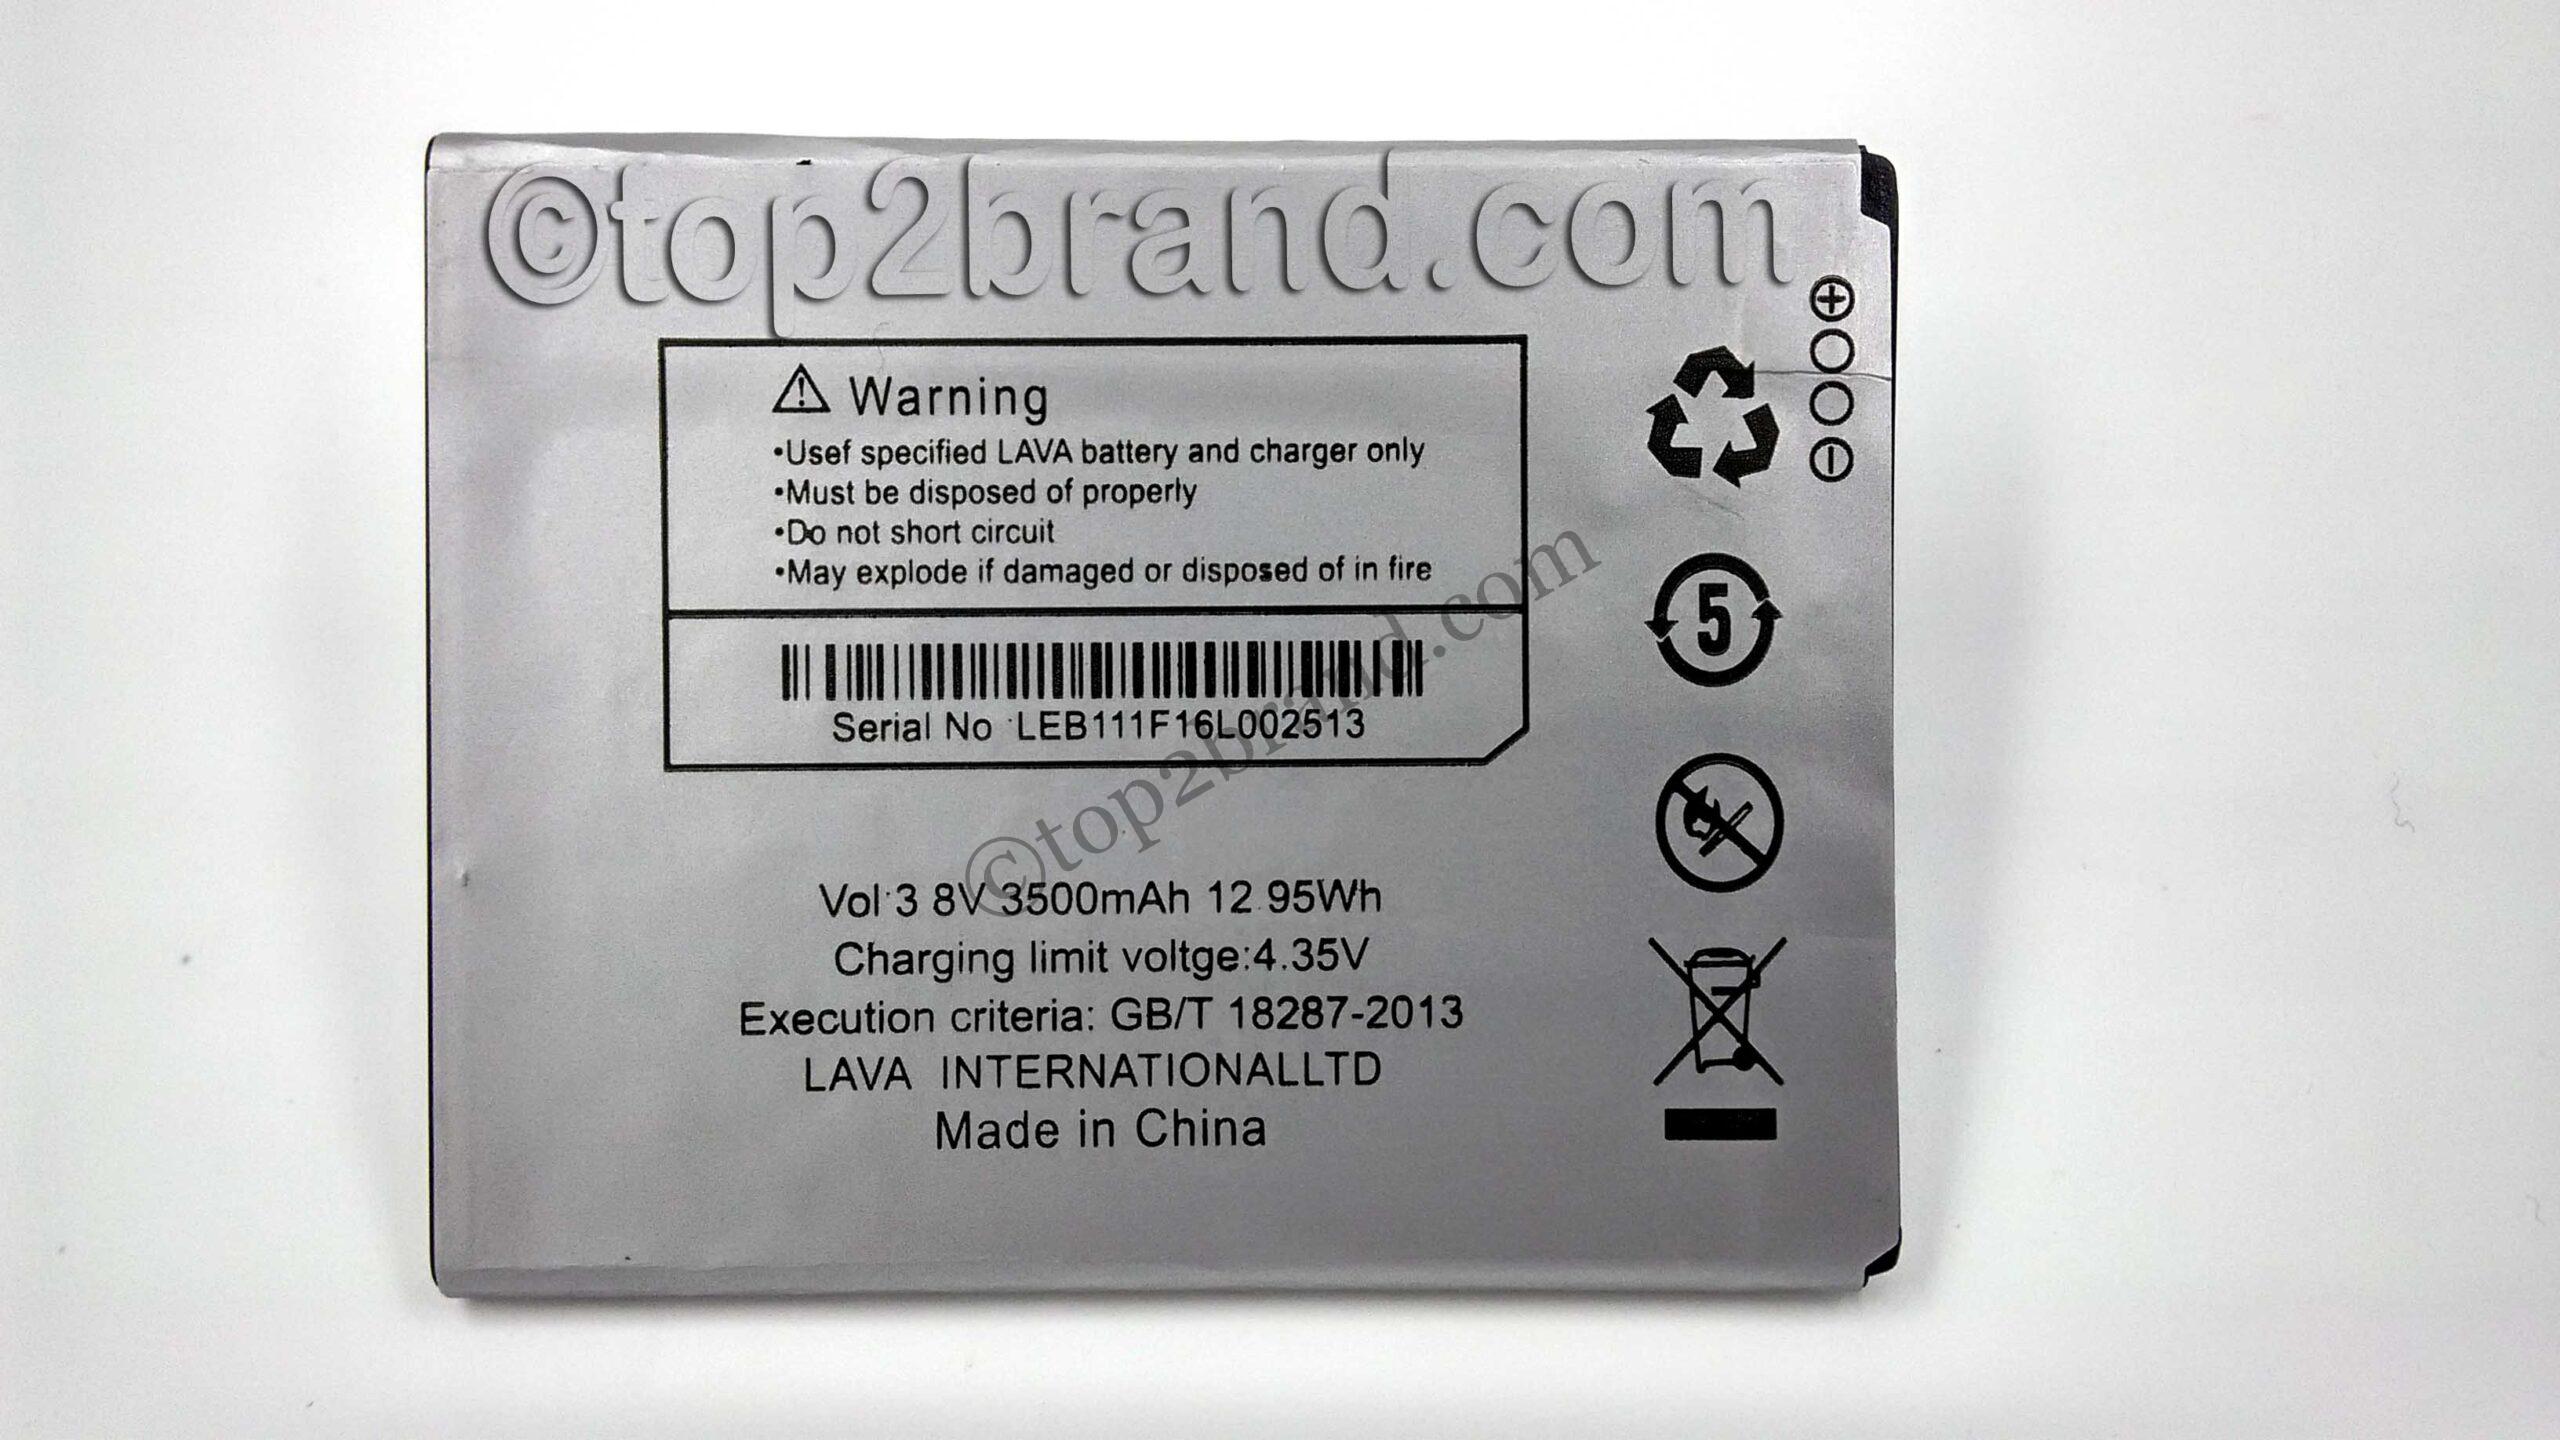 ©top2brand.com
Warning
•Usef specified LAVA battery and charger only
•Must be disposed of properly
•Do not short circuit
•May explode if damaged or disposed of in fire
Serial No LEB111F16L002513
5
©top2brand.com
Vol:3.8V 3500mAh 12.95Wh
Charging limit voltge:4.35V
Execution criteria: GB/T 18287-2013
LAVA INTERNATIONALLTD
Made in China